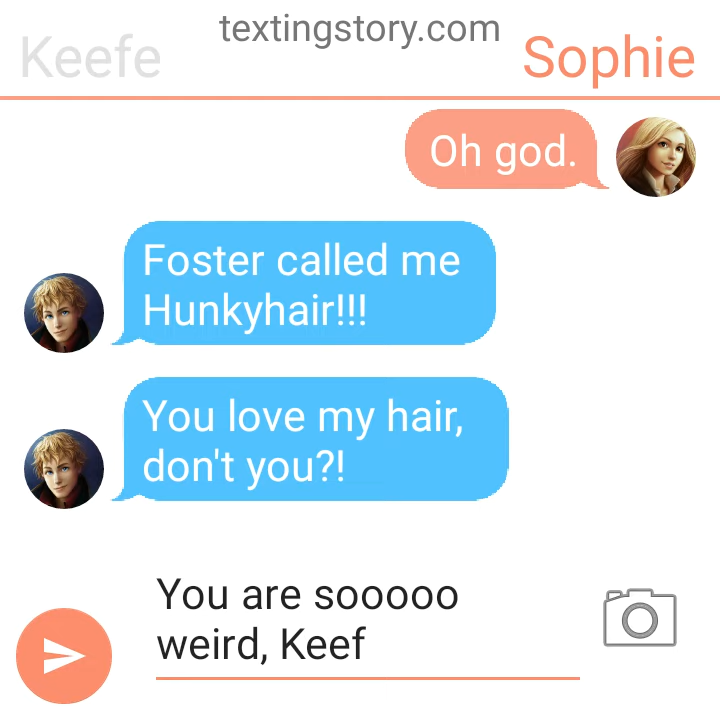 textingstory.com
Keefe
Sophie
Oh god.
Foster called me
Hunkyhair!!!
You love my hair,
don't you?!
You are sooooo
weird, Keef